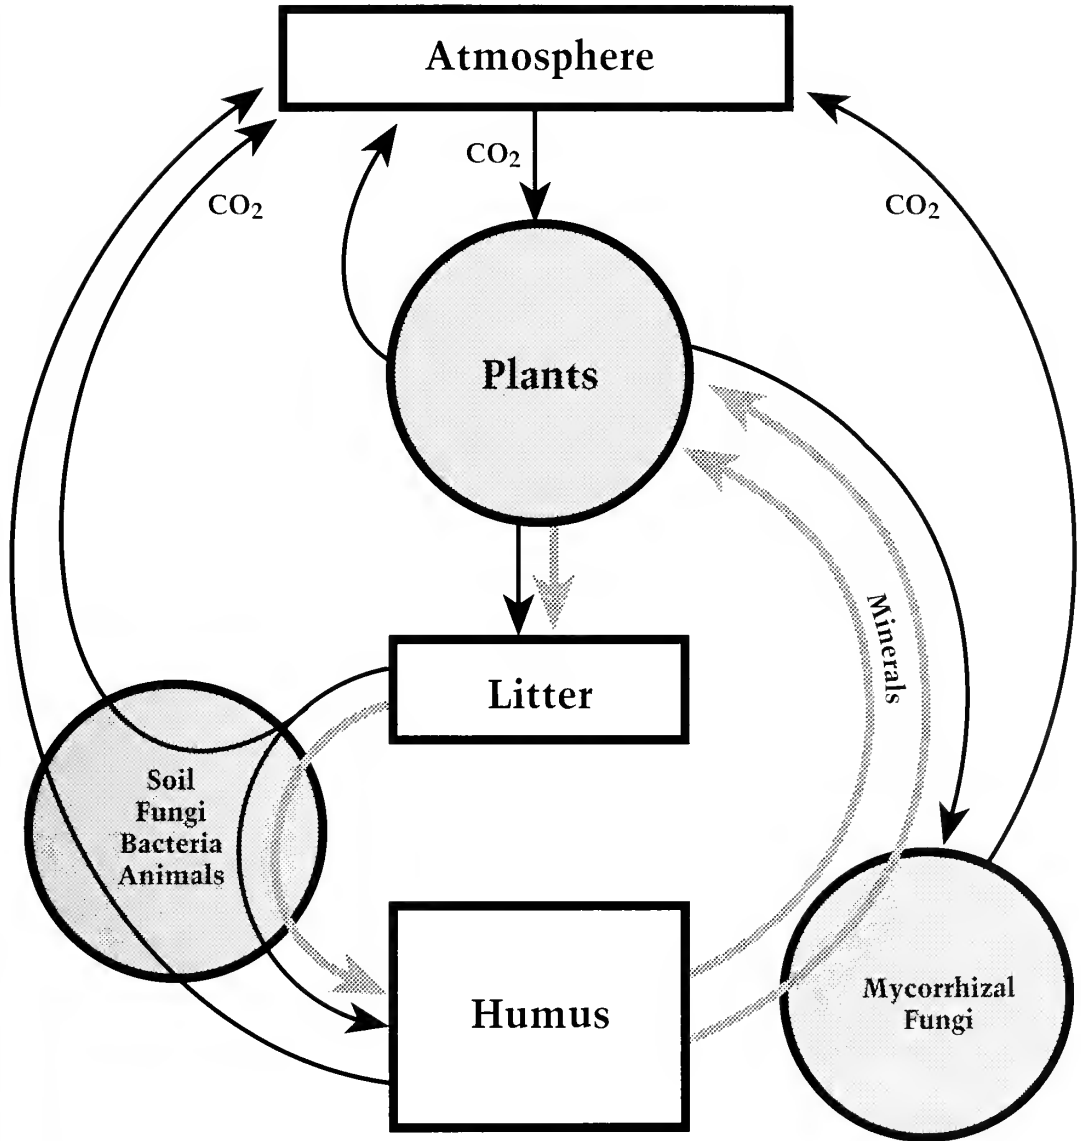 Atmosphere
CO₂
CO₂
CO₂
Plants
Minerals
Litter
Soil
Fungi
Bacteria
Animals
Humus
Mycorrhizal
Fungi